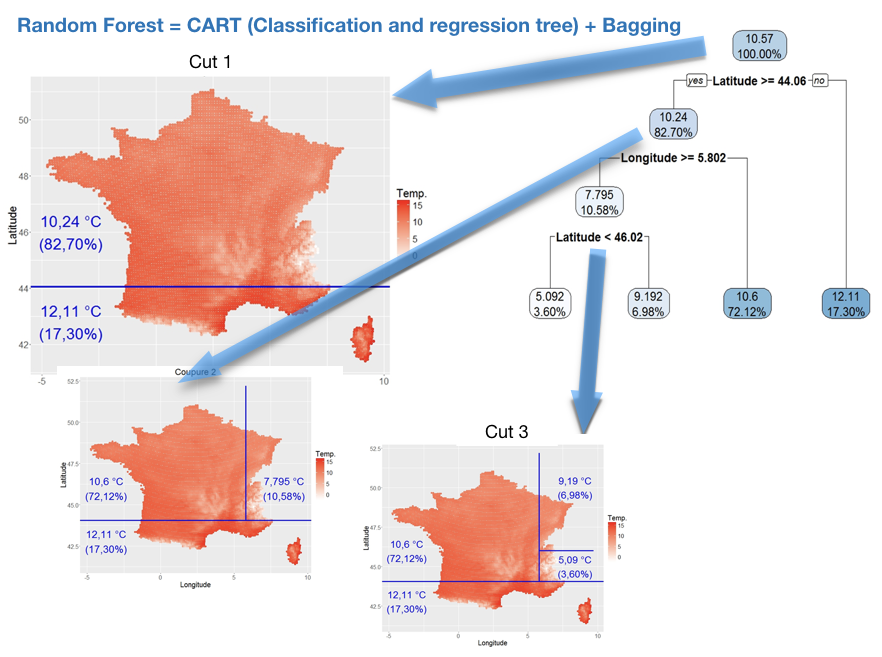 Random Forest = CART (Classification and regression tree) + Bagging
Cut 1
10.57
100.00%
yes Latitude >= 44.06 no
10.24
82.70%
Longitude >= 5.802
7.795
10.58%
Latitude < 46.02
5.092
3.60%
9.192
6.98%
10.6
72.12%
12.11
17.30%
Latitude
50
48
46
44
42
-5
10
10,24 °C
(82,70%)
12,11 °C
(17,30%)
Temp.
15
10
5
0
Coupure 2
Latitude
52.5
50.0
47.5
45.0
42.5
10,6 °C
(72,12%)
7,795 °C
(10,58%)
12,11 °C
(17,30%)
Temp.
15
10
5
0
-5
0
5
10
Longitude
Cut 3
Latitude
52.5
50.0
47.5
45.0
42.5
9,19 °C
(6,98%)
10,6 °C
(72,12%)
5,09 °C
(3,60%)
12,11 °C
(17,30%)
Temp.
15
10
5
0
-5
0
5
10
Longitude